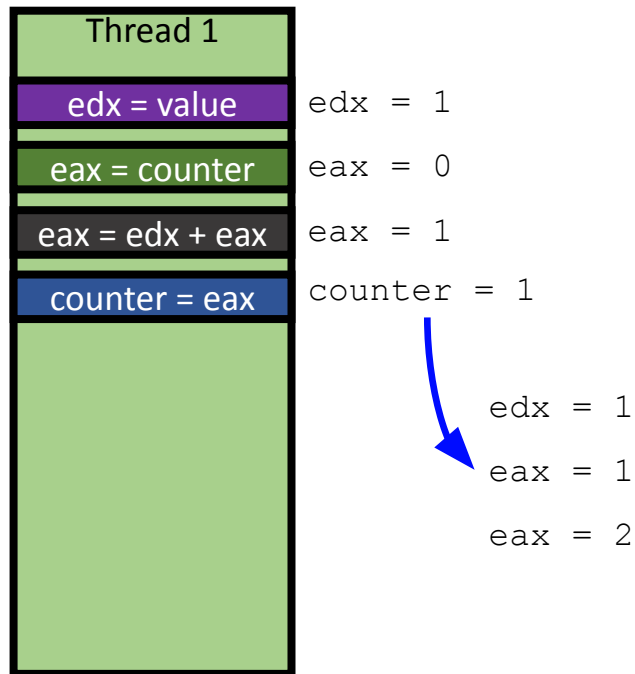 Thread 1
edx = value
edx = 1
eax = counter
eax = 0
eax = edx + eax
eax = 1
counter = eax
counter = 1
edx = 1
eax = 1
eax = 2